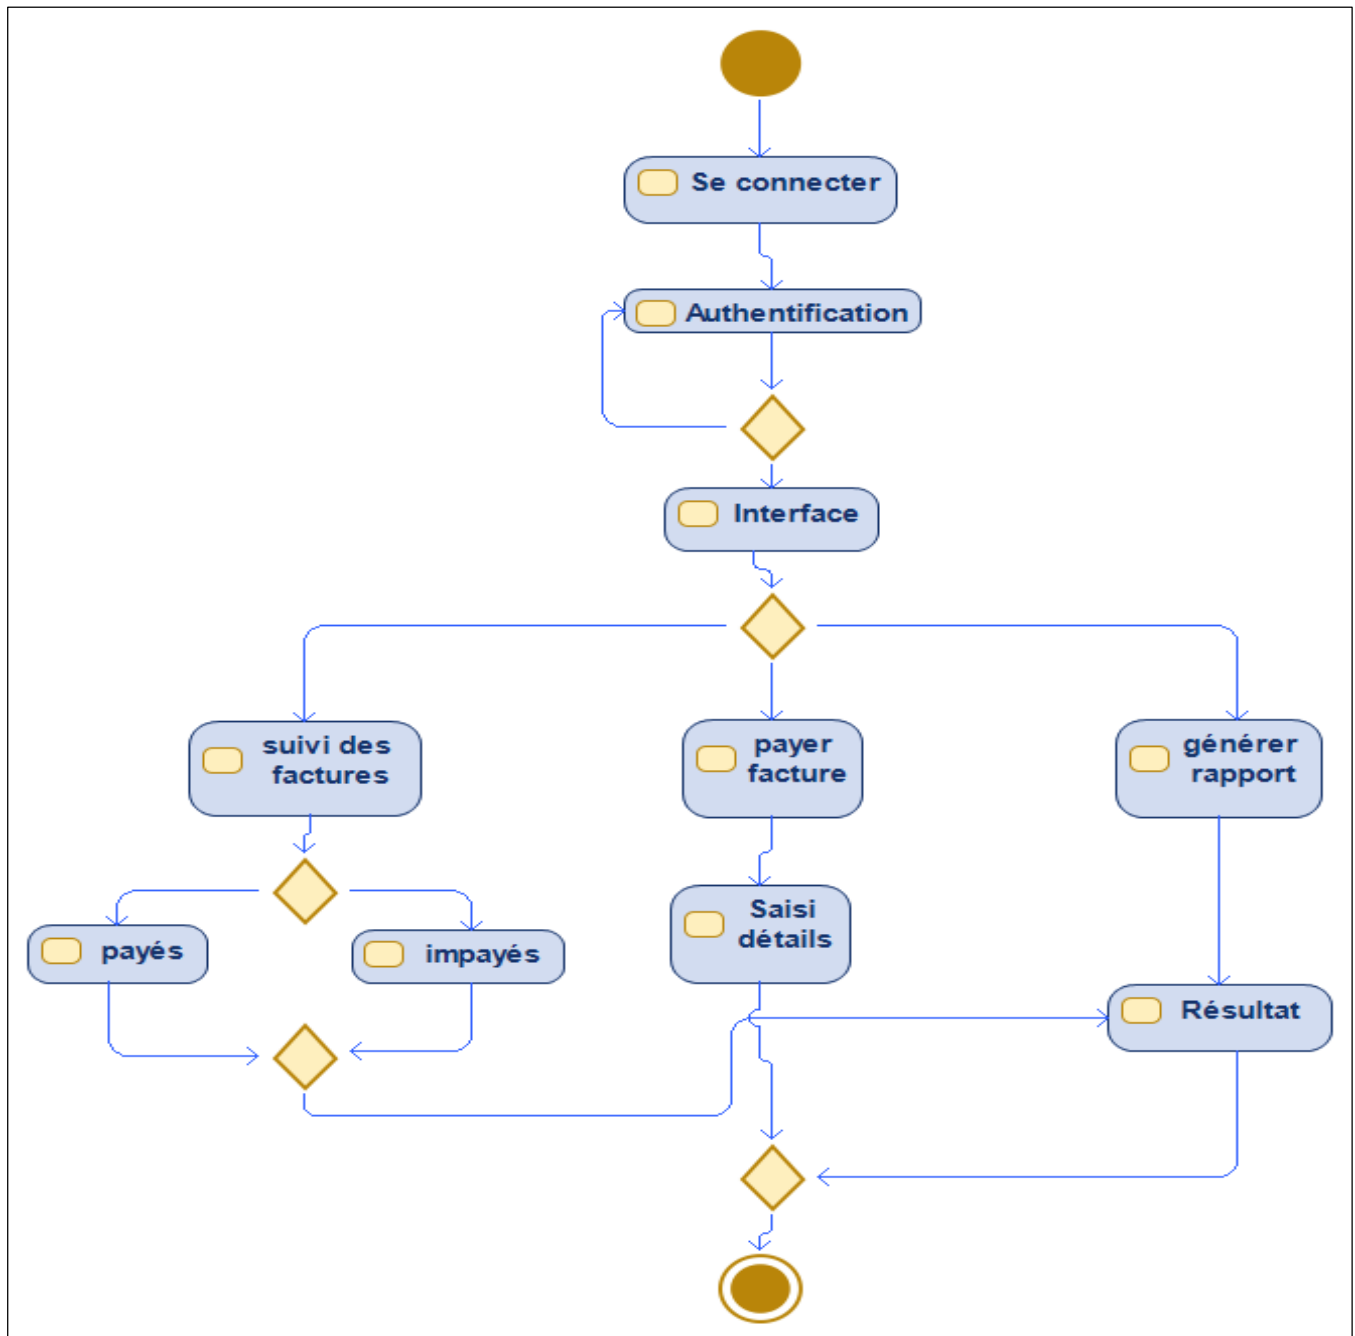 Se connecter
Authentification
Interface
suivi des
factures
payer
facture
générer
rapport
Saisi
détails
payés
impayés
Résultat